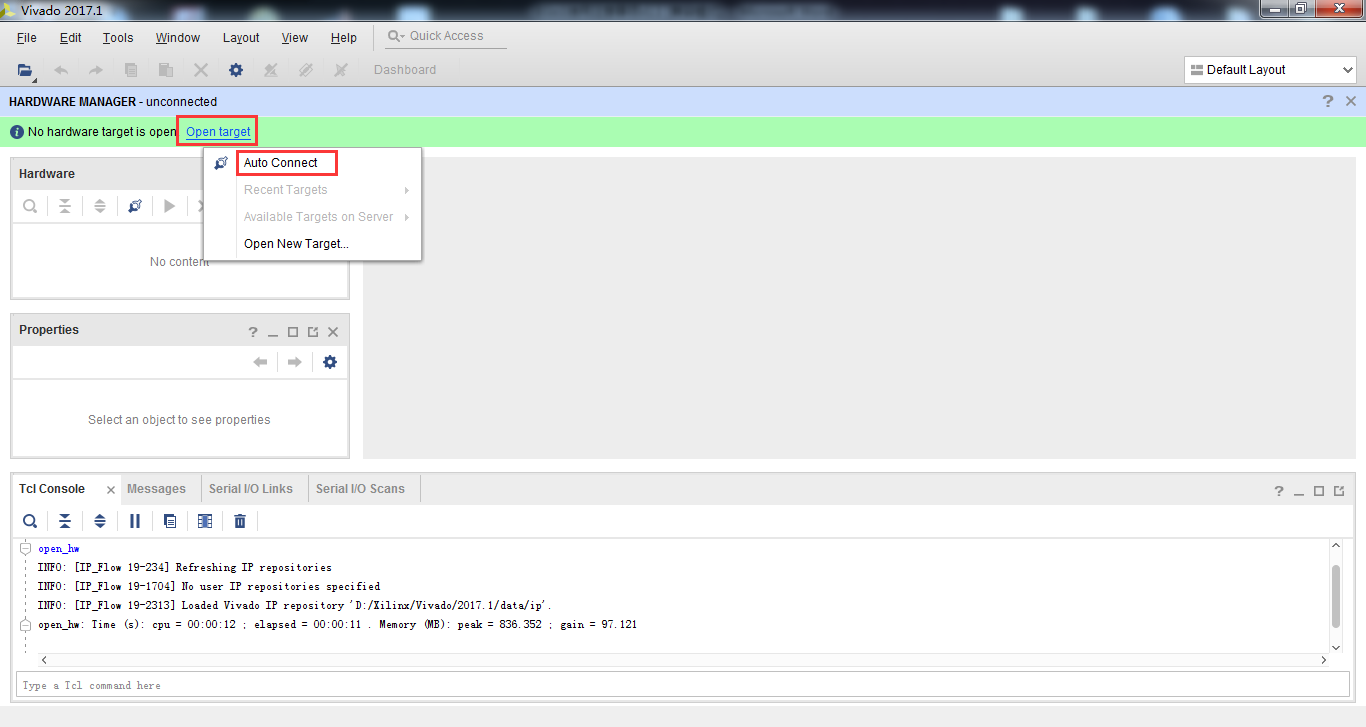 Vivado 2017.1
File Edit Tools Window Layout View Help Quick Access
Dashboard Default Layout
HARDWARE MANAGER - unconnected
No hardware target is open. Open target
Auto Connect
Recent Targets
Available Targets on Server
Open New Target...
Hardware
No content
Properties
Select an object to see properties
Tcl Console Messages Serial I/O Links Serial I/O Scans
open_hw
INFO: [IP_Flow 19-234] Refreshing IP repositories
INFO: [IP_Flow 19-1704] No user IP repositories specified
INFO: [IP_Flow 19-2313] Loaded Vivado IP repository 'D:/Xilinx/Vivado/2017.1/data/ip'.
open_hw: Time (s): cpu = 00:00:12 ; elapsed = 00:00:11 . Memory (MB): peak = 836.352 ; gain = 97.121
Type a Tcl command here